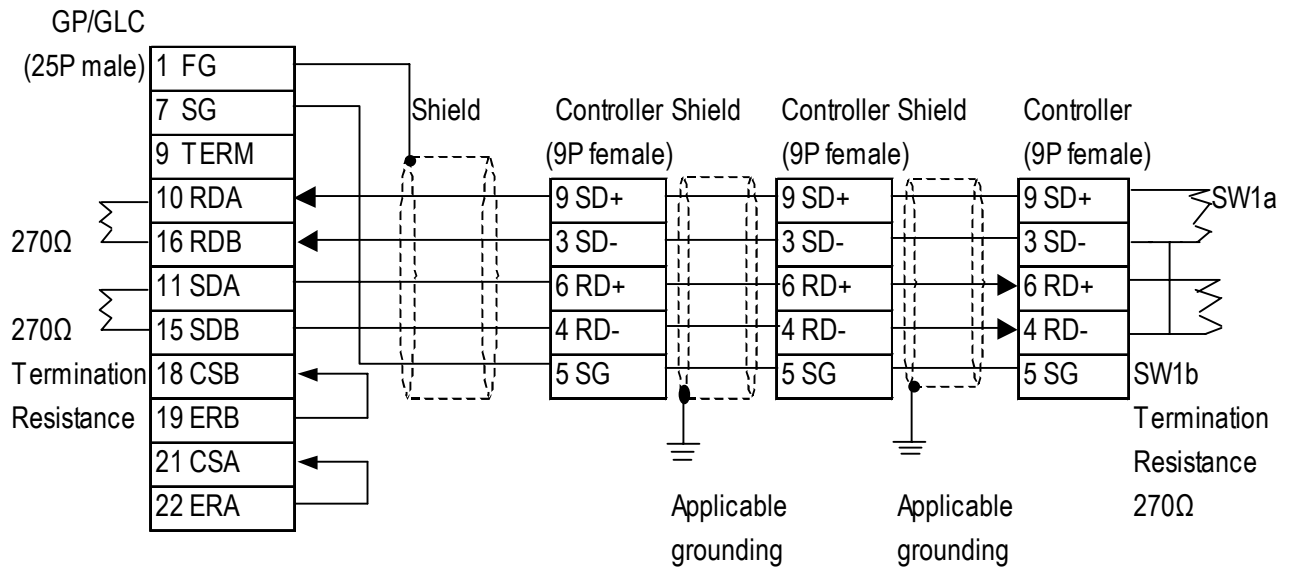 GP/GLC
(25P male)
1 FG
7 SG
9 TERM
10 RDA
16 RDB
11 SDA
15 SDB
18 CSB
19 ERB
21 CSA
22 ERA
270Ω
270Ω
Termination
Resistance
Shield
Controller Shield
(9P female)
9 SD+
3 SD-
6 RD+
4 RD-
5 SG
Applicable
grounding
Controller Shield
(9P female)
9 SD+
3 SD-
6 RD+
4 RD-
5 SG
Applicable
grounding
Controller
(9P female)
9 SD+
3 SD-
6 RD+
4 RD-
5 SG
SW1a
SW1b
Termination
Resistance
270Ω